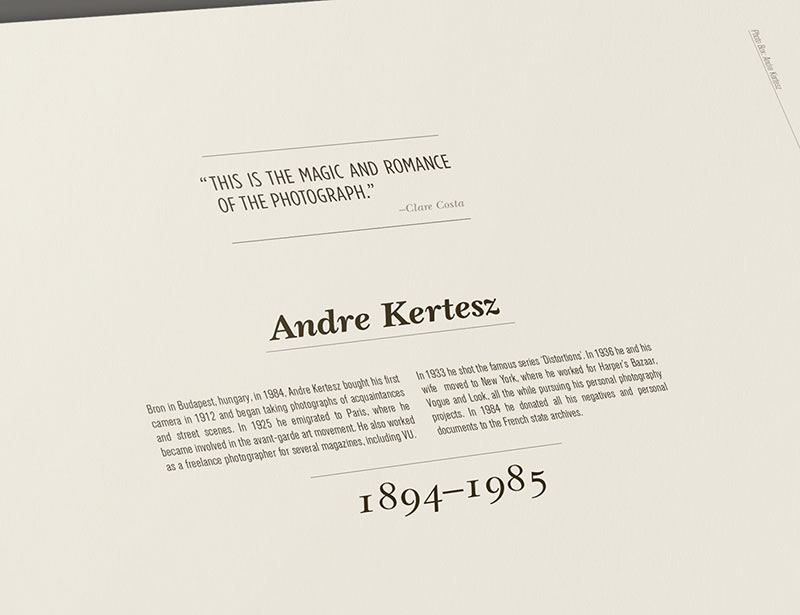 Photo Box: Andre Kertesz
“THIS IS THE MAGIC AND ROMANCE
OF THE PHOTOGRAPH.”
–Clare Costa
Andre Kertesz
Bron in Budapest, hungary, in 1984, Andre Kertesz bought his first
camera in 1912 and began taking photographs of acquaintances
and street scenes. In 1925 he emigrated to Paris, where he
became involved in the avant-garde art movement. He also worked
as a freelance photographer for several magazines, including VU.
In 1933 he shot the famous series ‘Distortions’. In 1936 he and his
wife moved to New York, where he worked for Harper’s Bazaar,
Vogue and Look, all the while pursuing his personal photography
projects. In 1984 he donated all his negatives and personal
documents to the French state archives.
1894–1985